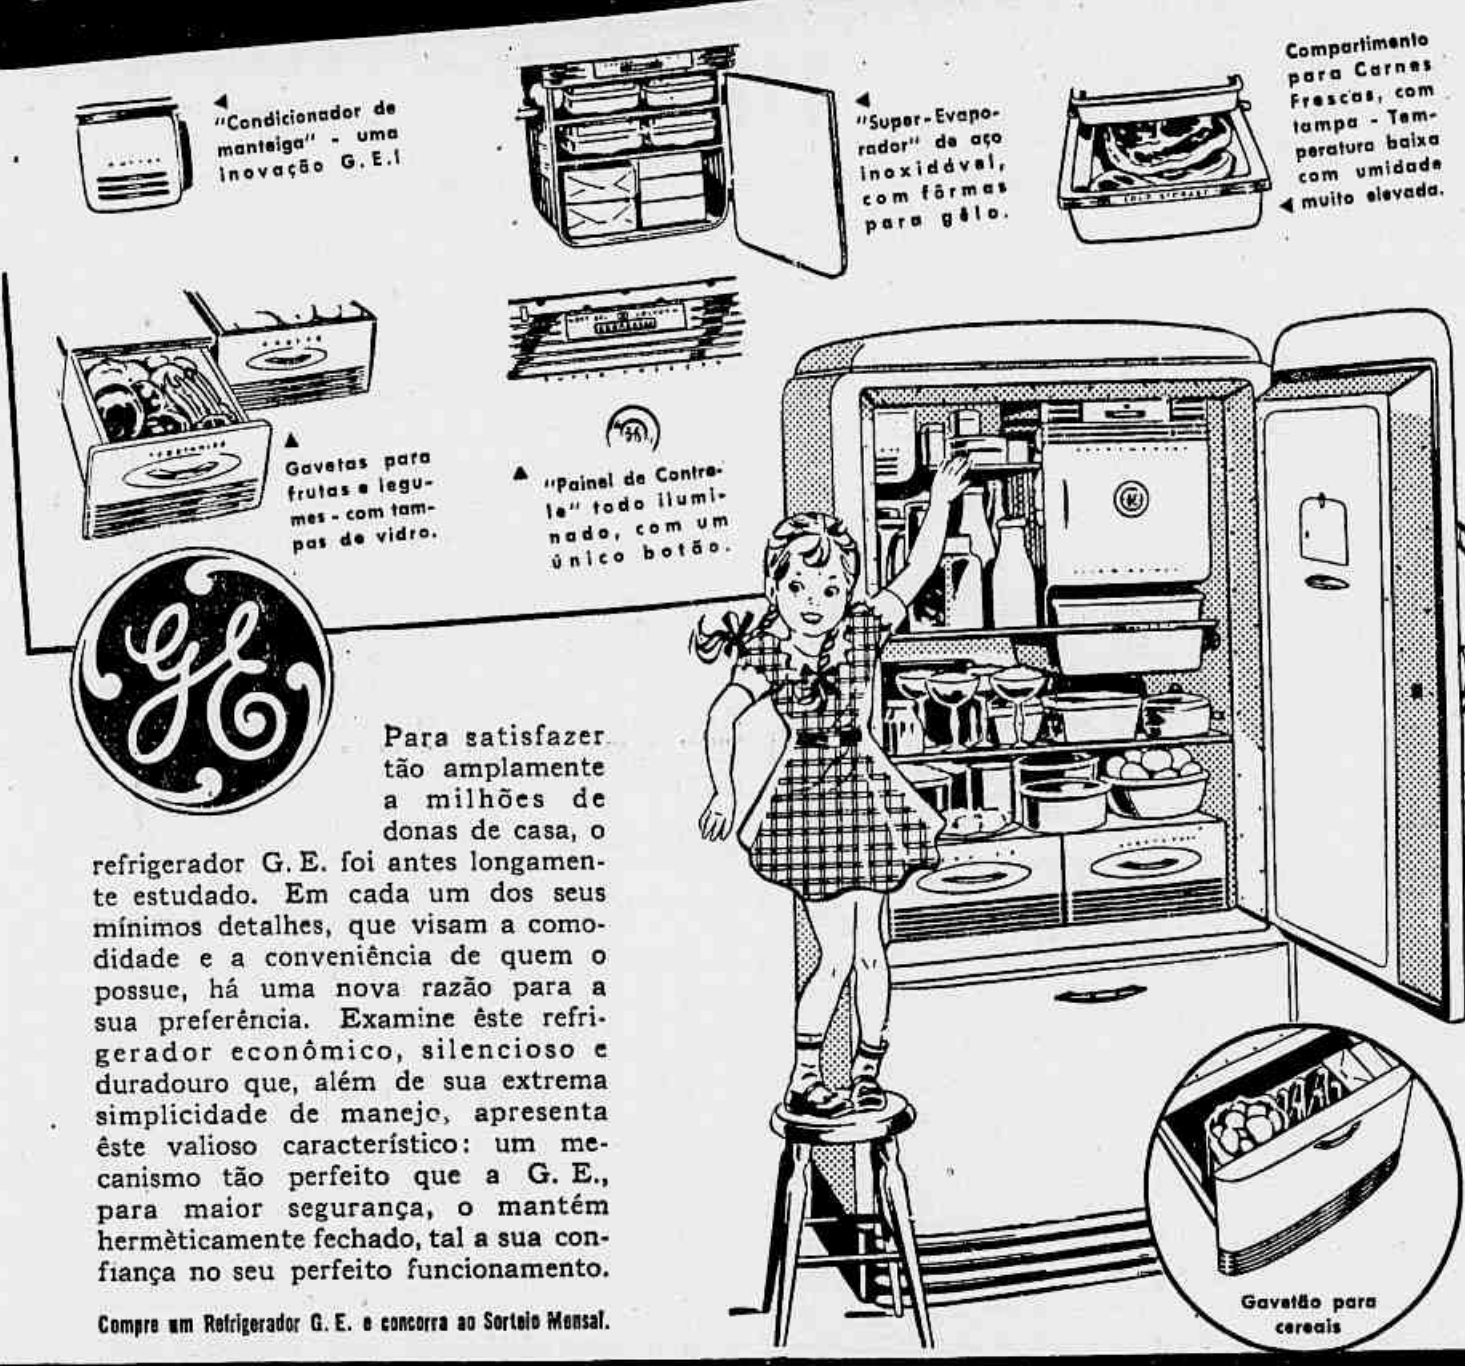 "Condicionador de
manteiga" - uma
inovação G.E.!
"Super-Evapo-
rador" de aço
inoxidável,
com fôrmas
para gêlo.
Compartimento
para Carnes
Frescas, com
tampa - Tem-
peratura baixa
com umidade
muito elevada.
Gavetas para
frutas e legu-
mes - com tam-
pas de vidro.
"Painel de Contro-
le" todo ilumi-
nado, com um
único botão.
GE
Para satisfazer
tão amplamente
a milhões de
donas de casa, o
refrigerador G. E. foi antes longamen-
te estudado. Em cada um dos seus
mínimos detalhes, que visam a como-
didade e a conveniência de quem o
possue, há uma nova razão para a
sua preferência. Examine êste refri-
gerador econômico, silencioso e
duradouro que, além de sua extrema
simplicidade de manejo, apresenta
êste valioso característico: um me-
canismo tão perfeito que a G. E.,
para maior segurança, o mantém
hermèticamente fechado, tal a sua con-
fiança no seu perfeito funcionamento.
Compre um Refrigerador G. E. e concorra ao Sorteio Mensal.
Gavetão para
cereais